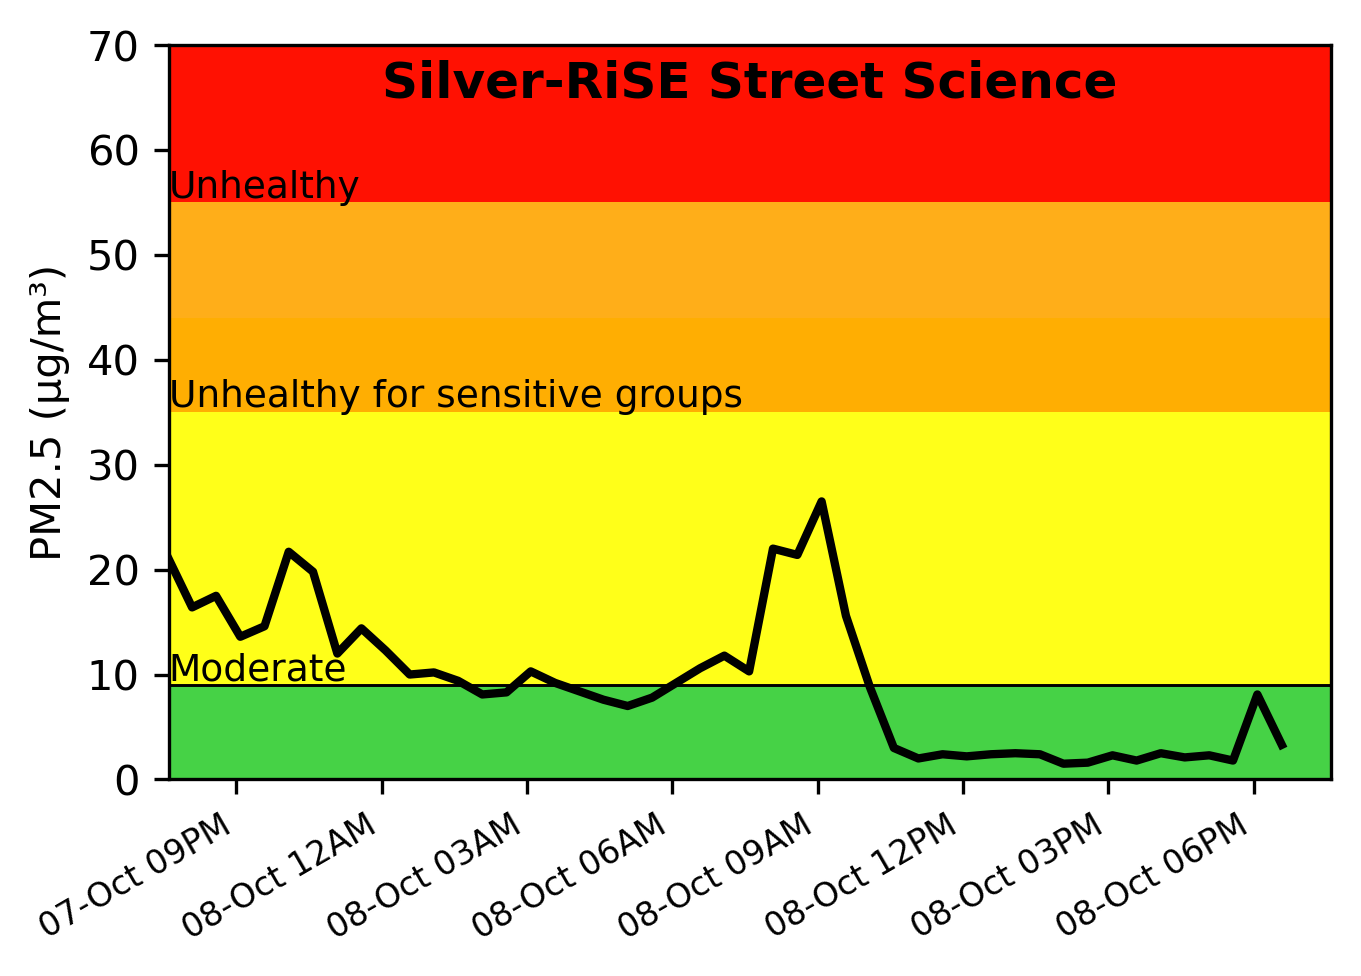 Silver-RiSE Street Science
PM2.5 (µg/m³)
70
60
50
40
30
20
10
0
Unhealthy
Unhealthy for sensitive groups
Moderate
07-Oct 09PM
08-Oct 12AM
08-Oct 03AM
08-Oct 06AM
08-Oct 09AM
08-Oct 12PM
08-Oct 03PM
08-Oct 06PM